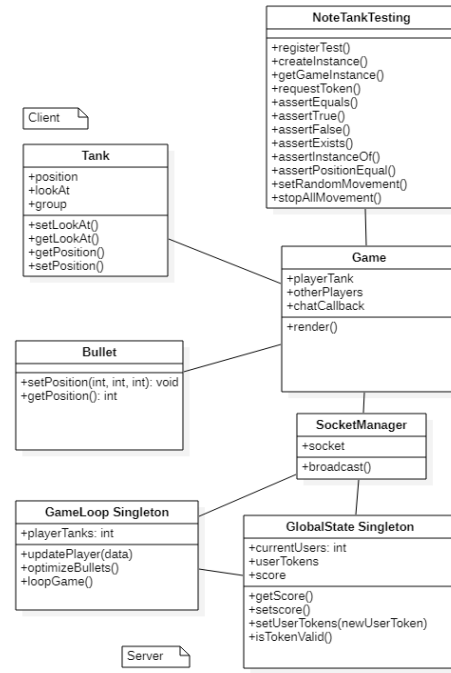 NoteTankTesting
+registerTest()
+createInstance()
+getGameInstance()
+requestToken()
+assertEquals()
+assertTrue()
+assertFalse()
+assertExists()
+assertInstanceOf()
+assertPositionEqual()
+setRandomMovement()
+stopAllMovement()
Client
Tank
+position
+lookAt
+group
+setLookAt()
+getLookAt()
+getPosition()
+setPosition()
Game
+playerTank
+otherPlayers
+chatCallback
+render()
Bullet
+setPosition(int, int, int): void
+getPosition(): int
SocketManager
+socket
+broadcast()
GameLoop Singleton
+playerTanks: int
+updatePlayer(data)
+optimizeBullets()
+loopGame()
GlobalState Singleton
+currentUsers: int
+userTokens
+score
+getScore()
+setscore()
+setUserTokens(newUserToken)
+isTokenValid()
Server